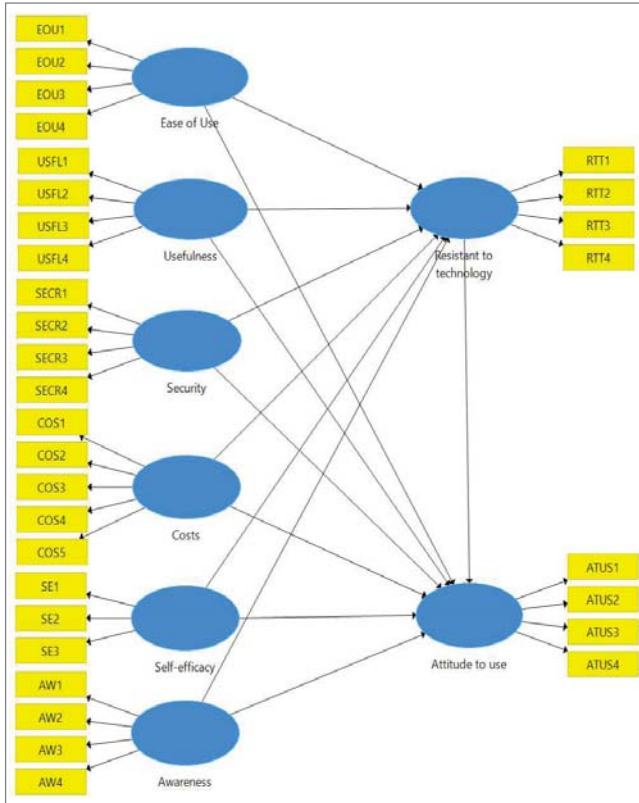 EOU1
EOU2
EOU3
EOU4
Ease of Use
USFL1
USFL2
USFL3
USFL4
Usefulness
SECR1
SECR2
SECR3
SECR4
Security
COS1
COS2
COS3
COS4
COS5
Costs
SE1
SE2
SE3
Self-efficacy
AW1
AW2
AW3
AW4
Awareness
Resistant to
technology
RTT1
RTT2
RTT3
RTT4
Attitude to use
ATUS1
ATUS2
ATUS3
ATUS4